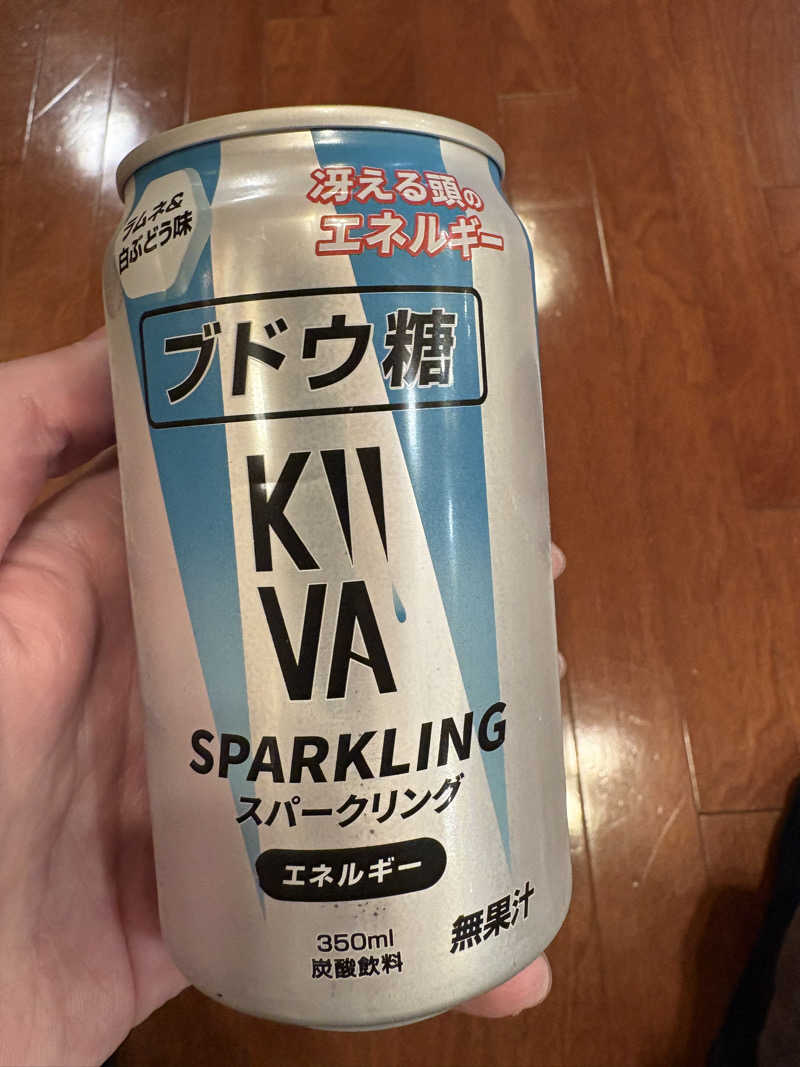 ラムネ&
白ぶどう味
冴える頭の
エネルギー
ブドウ糖
KII
VA
SPARKLING
スパークリング
エネルギー
350ml
炭酸飲料
無果汁